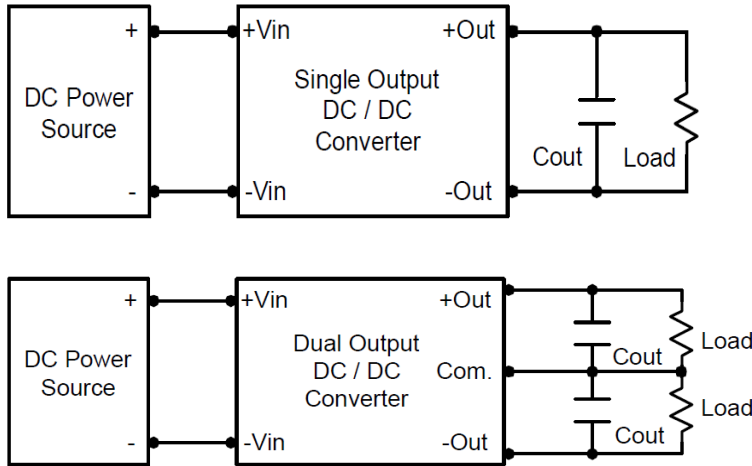 +
+Vin
+Out
DC Power
Source
Single Output
DC / DC
Converter
Cout
Load
-
-Vin
-Out
+
+Vin
+Out
DC Power
Source
Dual Output
DC / DC
Converter
Com.
Cout
Load
Load
Cout
-
-Vin
-Out